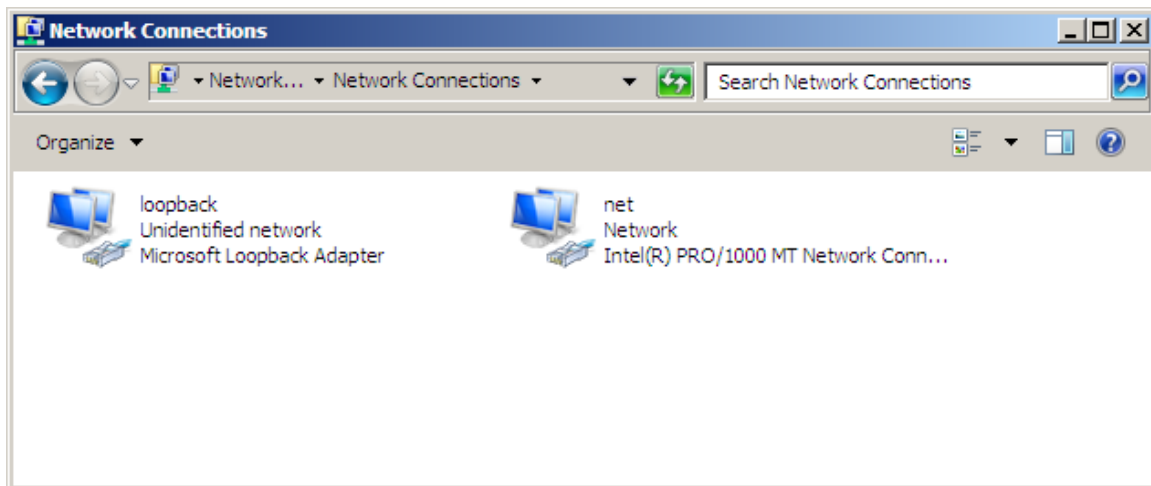 Network Connections
Network... Network Connections
Search Network Connections
Organize
loopback
Unidentified network
Microsoft Loopback Adapter
net
Network
Intel(R) PRO/1000 MT Network Conn...